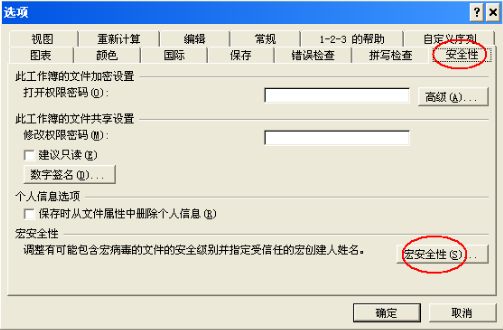 选项
视图 重新计算 编辑 常规 1-2-3 的帮助 自定义序列
图表 颜色 国际 保存 错误检查 拼写检查 安全性
此工作簿的文件加密设置
打开权限密码(O): 高级(A)...
此工作簿的文件共享设置
修改权限密码(M):
建议只读(E)
数字签名(D)...
个人信息选项
保存时从文件属性中删除个人信息(R)
宏安全性
调整有可能包含宏病毒的文件的安全级别并指定受信任的宏创建人姓名。 宏安全性(S)...
确定 取消